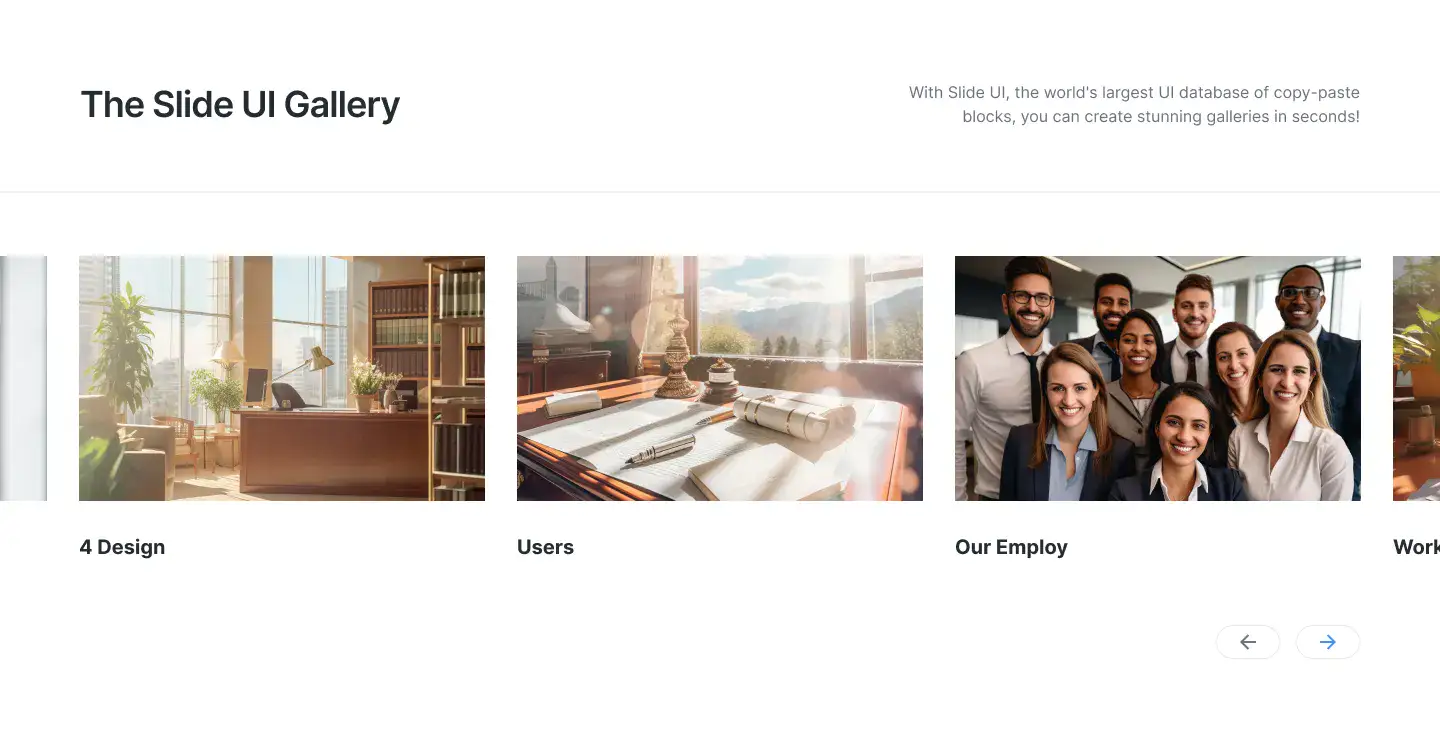 The Slide UI Gallery
With Slide UI, the world's largest UI database of copy-paste
blocks, you can create stunning galleries in seconds!
4 Design
Users
Our Employ
Work